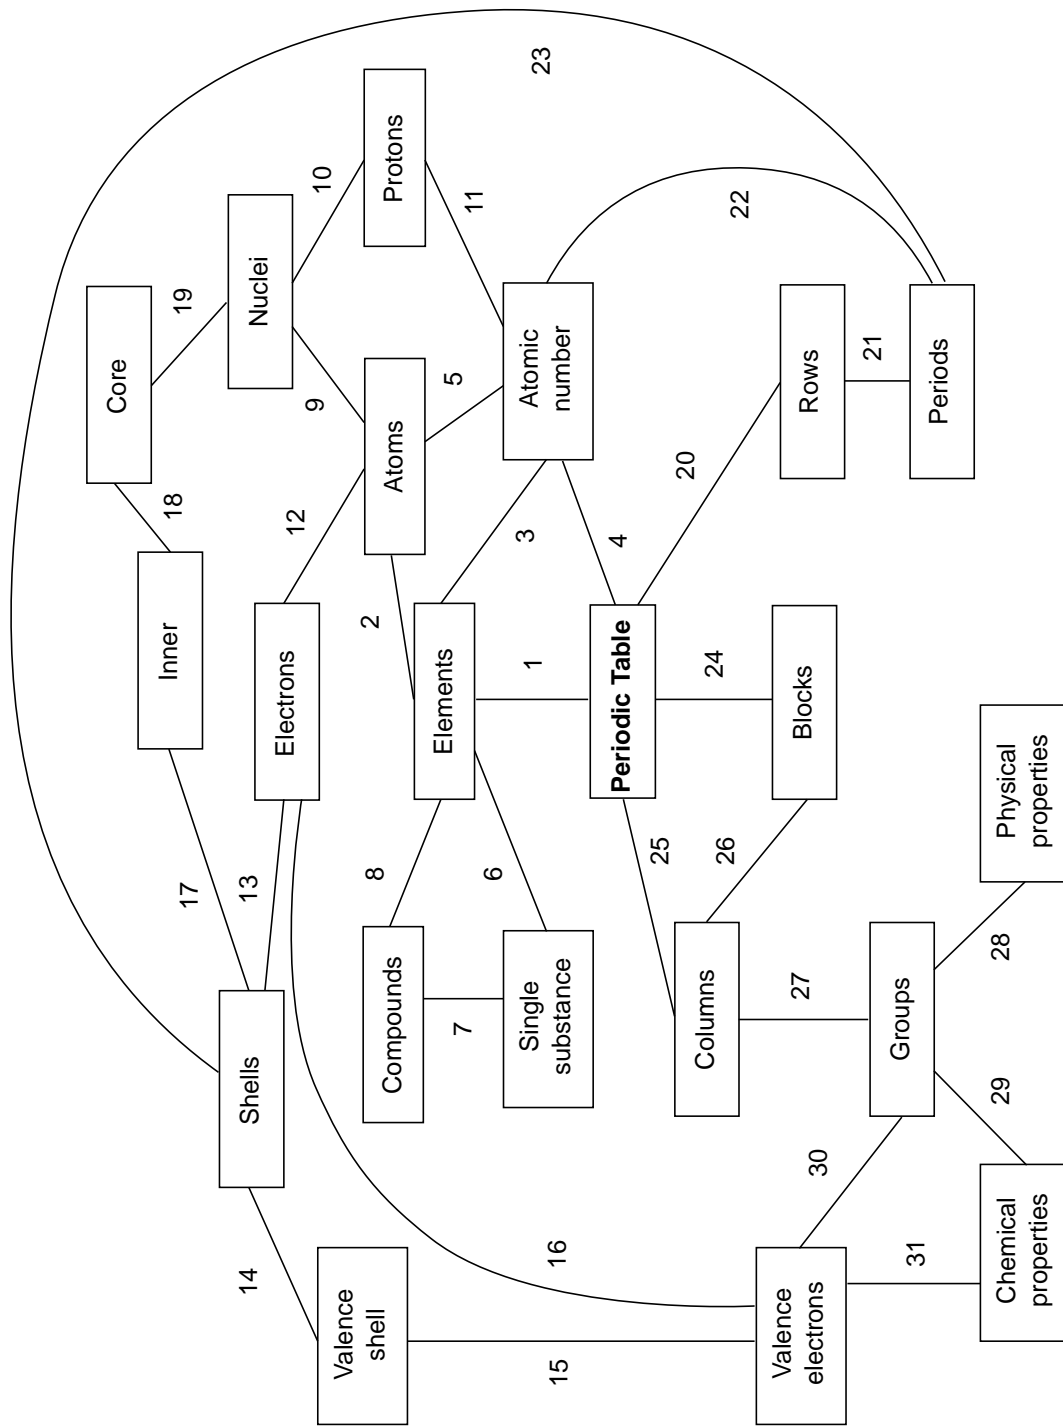 Core
Inner
18
19
17
14
Shells
13
Nuclei
Electrons
12
9
10
Valence
shell
8
2
Compounds
Atoms
Protons
Elements
5
7
11
6
3
Single
substance
Atomic
number
1
23
15
16
4
Periodic Table
25
20
Columns
24
26
22
Valence
electrons
27
Blocks
Rows
30
21
Groups
31
Periods
29
28
Chemical
properties
Physical
properties